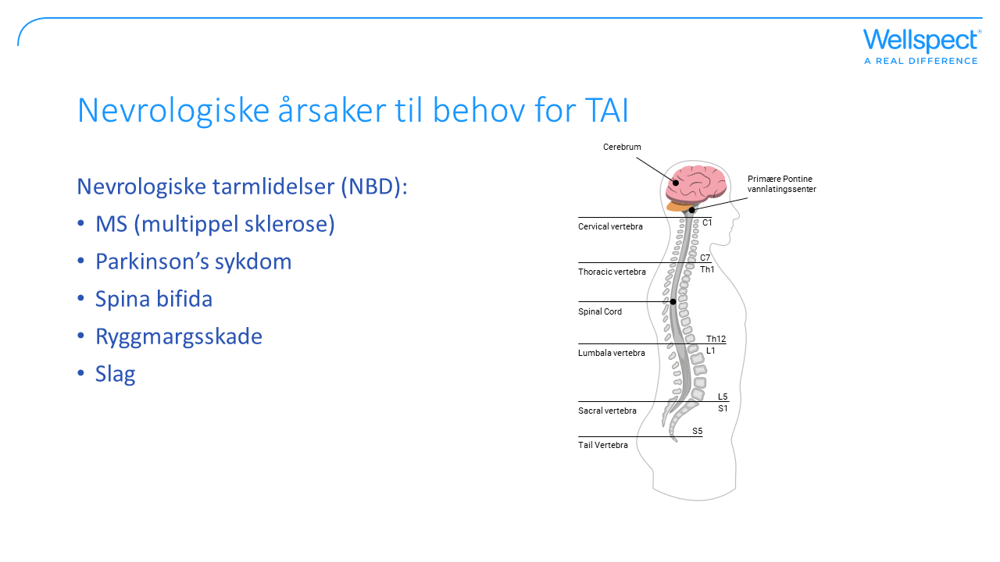 Wellspect®
A REAL DIFFERENCE
Nevrologiske årsaker til behov for TAI
Nevrologiske tarmlidelser (NBD):
• MS (multippel sklerose)
• Parkinson’s sykdom
• Spina bifida
• Ryggmargsskade
• Slag
Cerebrum
Primære Pontine
vannlatingssenter
C1
Cervical vertebra
C7
Th1
Thoracic vertebra
Spinal Cord
Th12
L1
Lumbala vertebra
L5
S1
Sacral vertebra
S5
Tail Vertebra